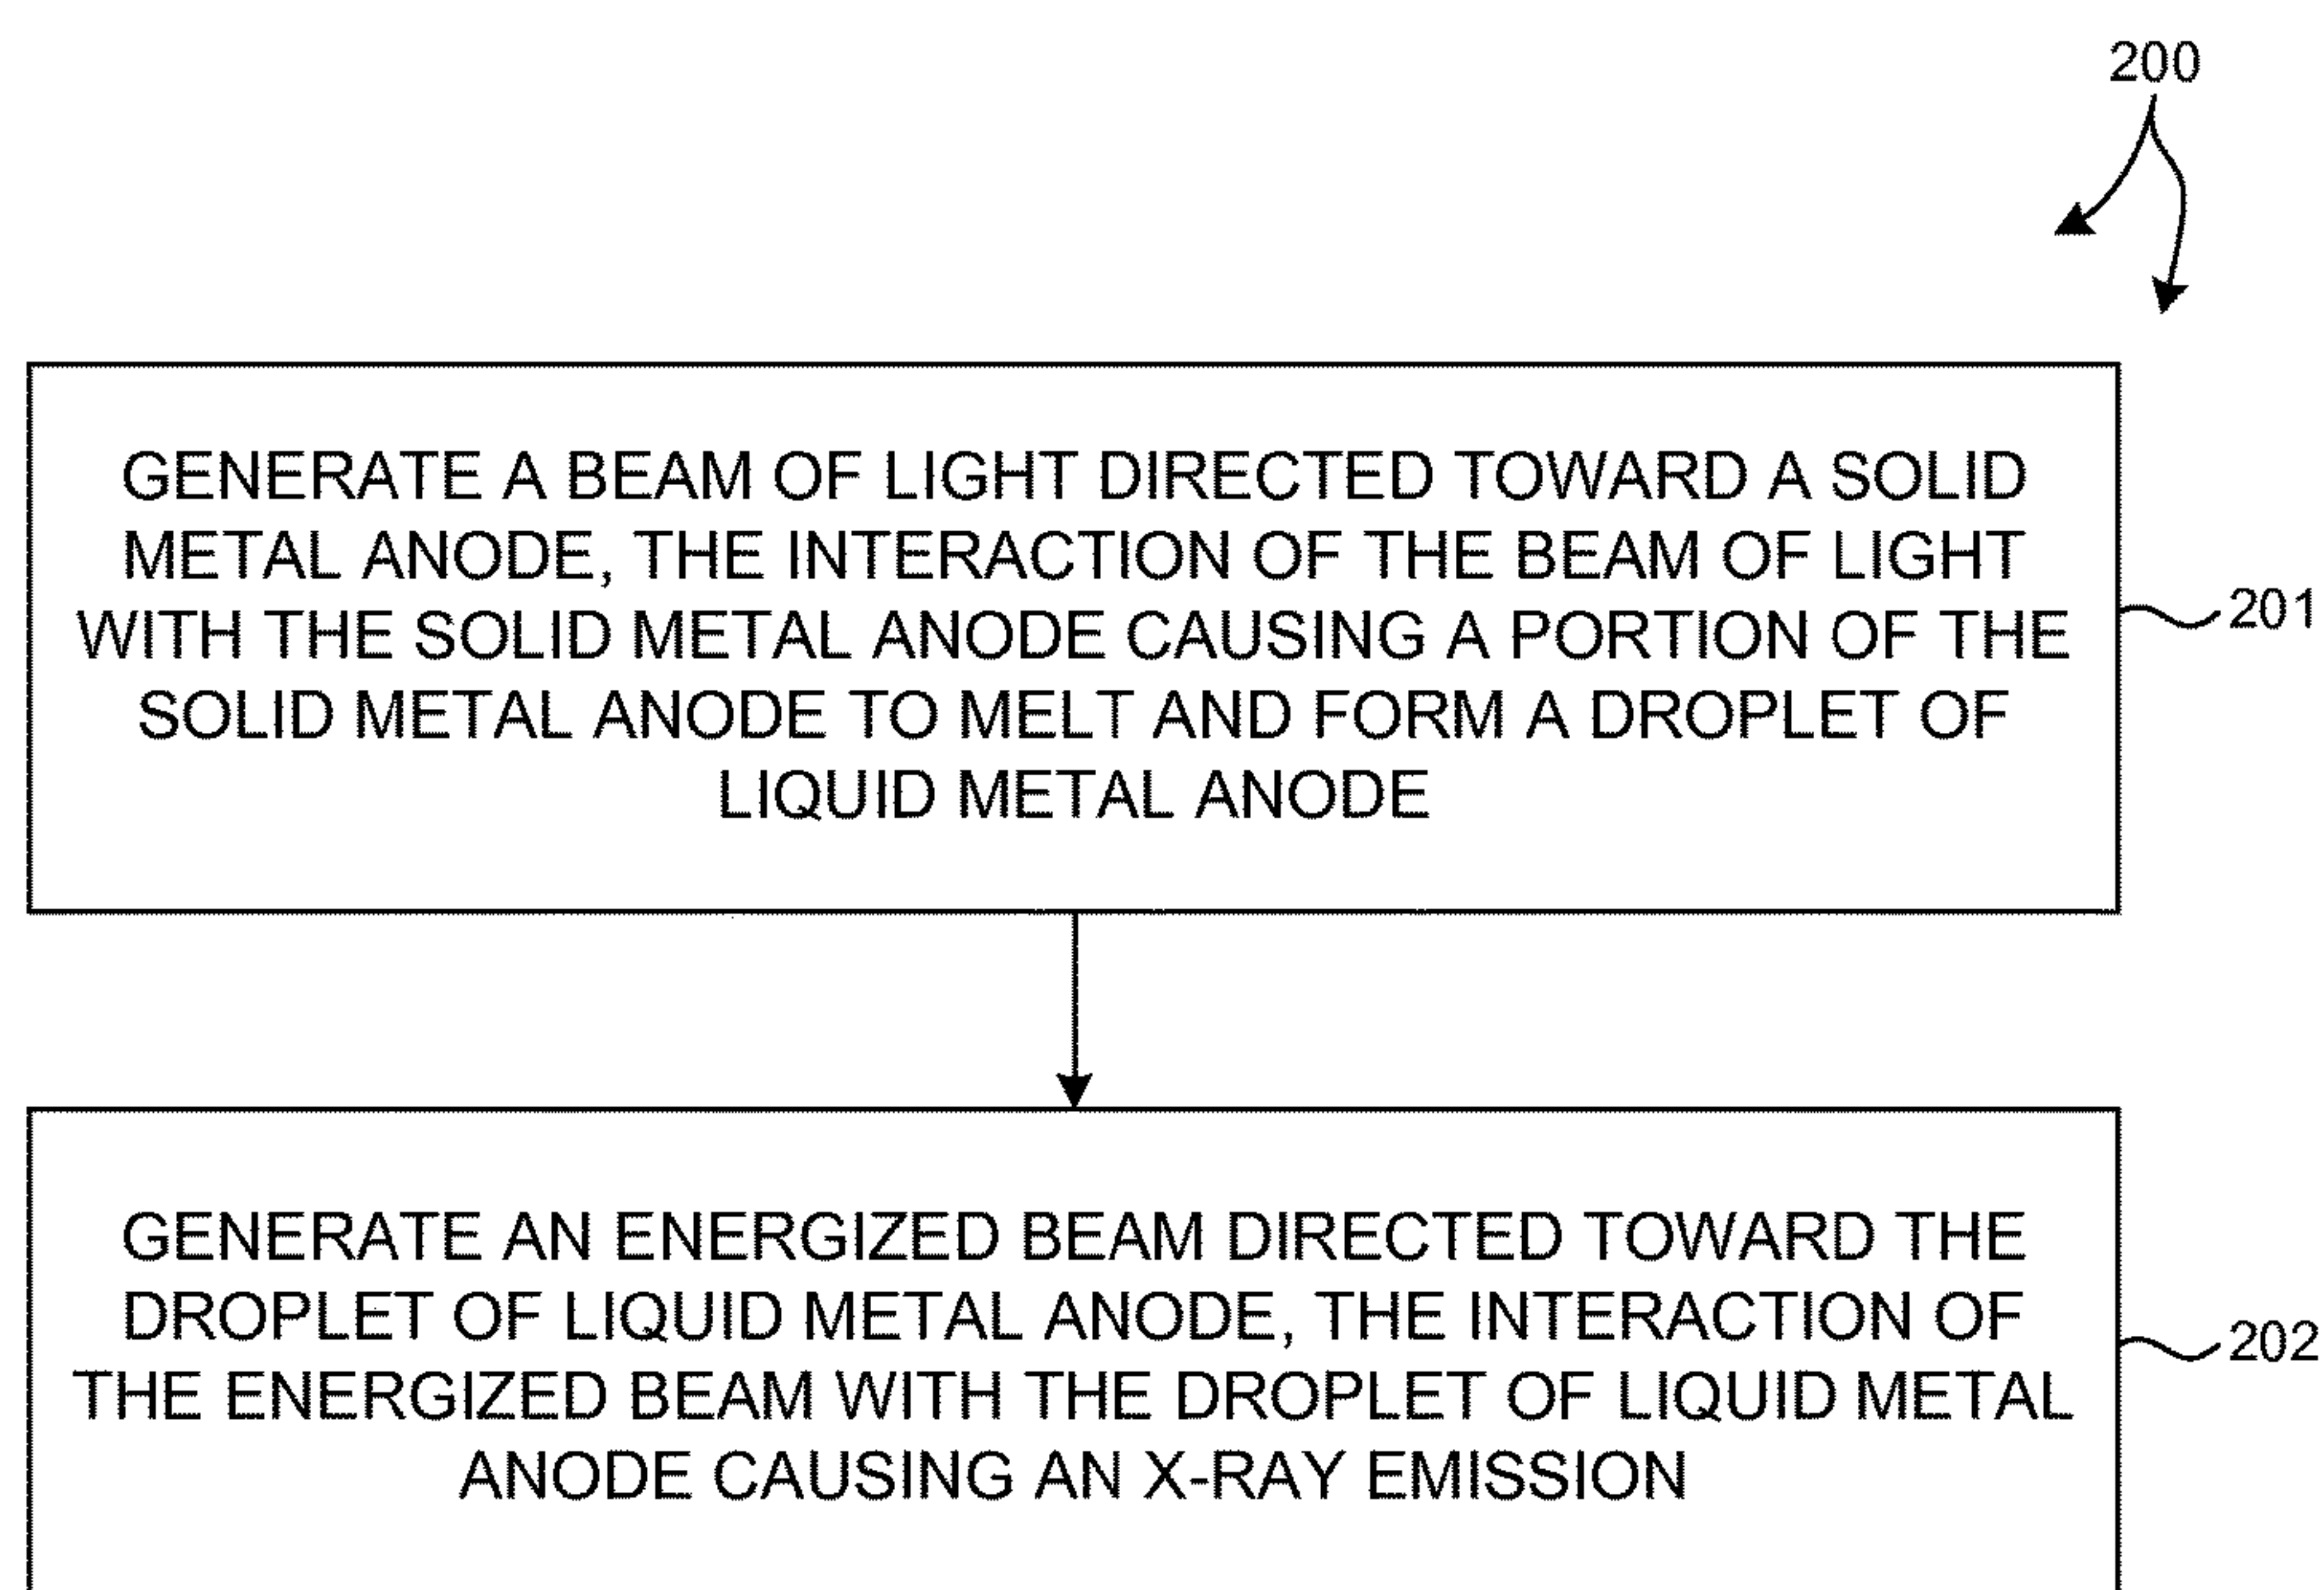 200
GENERATE A BEAM OF LIGHT DIRECTED TOWARD A SOLID
METAL ANODE, THE INTERACTION OF THE BEAM OF LIGHT
WITH THE SOLID METAL ANODE CAUSING A PORTION OF THE
SOLID METAL ANODE TO MELT AND FORM A DROPLET OF
LIQUID METAL ANODE
201
GENERATE AN ENERGIZED BEAM DIRECTED TOWARD THE
DROPLET OF LIQUID METAL ANODE, THE INTERACTION OF
THE ENERGIZED BEAM WITH THE DROPLET OF LIQUID METAL
ANODE CAUSING AN X-RAY EMISSION
202